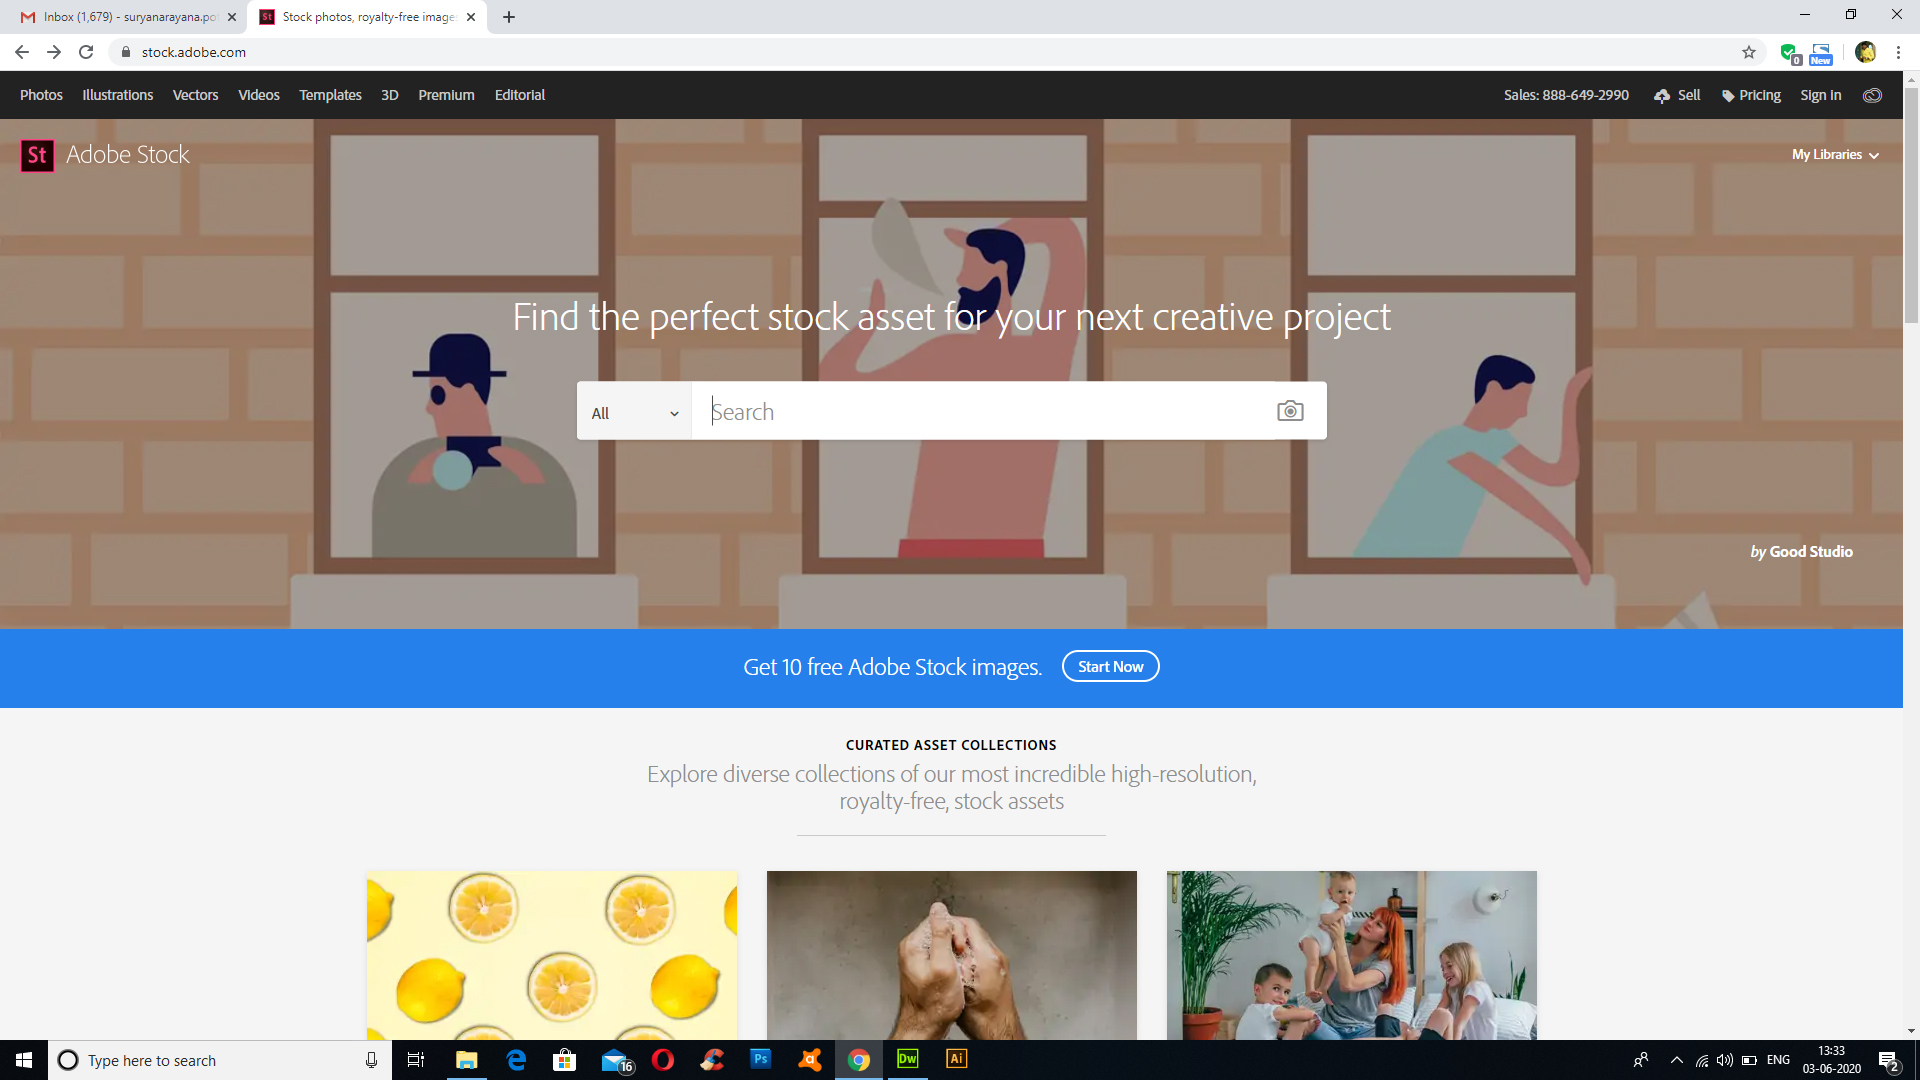 Inbox (1,679) - suryanarayana.po
Stock photos, royalty-free image
stock.adobe.com
0
New
Photos Illustrations Vectors Videos Templates 3D Premium Editorial
Sales: 888-649-2990 Sell Pricing Sign in
St Adobe Stock
My Libraries
Find the perfect stock asset for your next creative project
All Search
by Good Studio
Get 10 free Adobe Stock images. Start Now
CURATED ASSET COLLECTIONS
Explore diverse collections of our most incredible high-resolution,
royalty-free, stock assets
Type here to search
16
Ps
Dw
Ai
ENG
13:33
03-06-2020
2